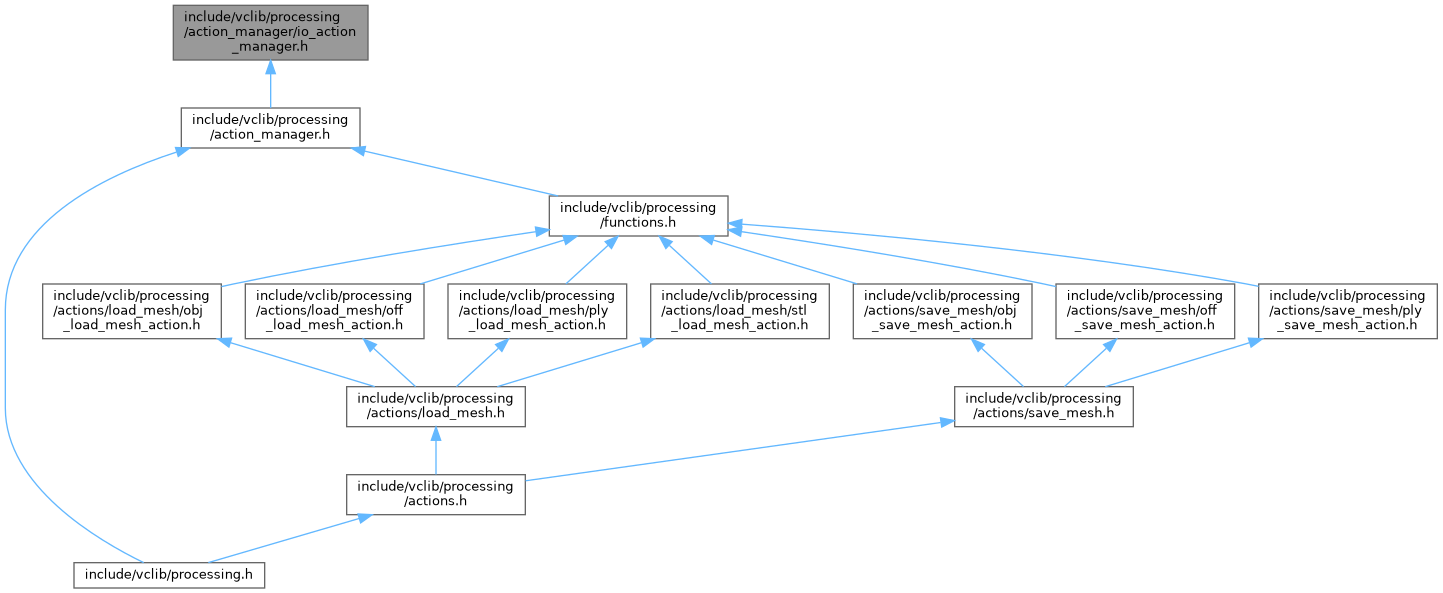 include/vclib/processing
/action_manager/io_action
_manager.h
include/vclib/processing
/action_manager.h
include/vclib/processing
/functions.h
include/vclib/processing
/actions/load_mesh/obj
_load_mesh_action.h
include/vclib/processing
/actions/load_mesh/off
_load_mesh_action.h
include/vclib/processing
/actions/load_mesh/ply
_load_mesh_action.h
include/vclib/processing
/actions/load_mesh/stl
_load_mesh_action.h
include/vclib/processing
/actions/save_mesh/obj
_save_mesh_action.h
include/vclib/processing
/actions/save_mesh/off
_save_mesh_action.h
include/vclib/processing
/actions/save_mesh/ply
_save_mesh_action.h
include/vclib/processing
/actions/load_mesh.h
include/vclib/processing
/actions/save_mesh.h
include/vclib/processing
/actions.h
include/vclib/processing.h